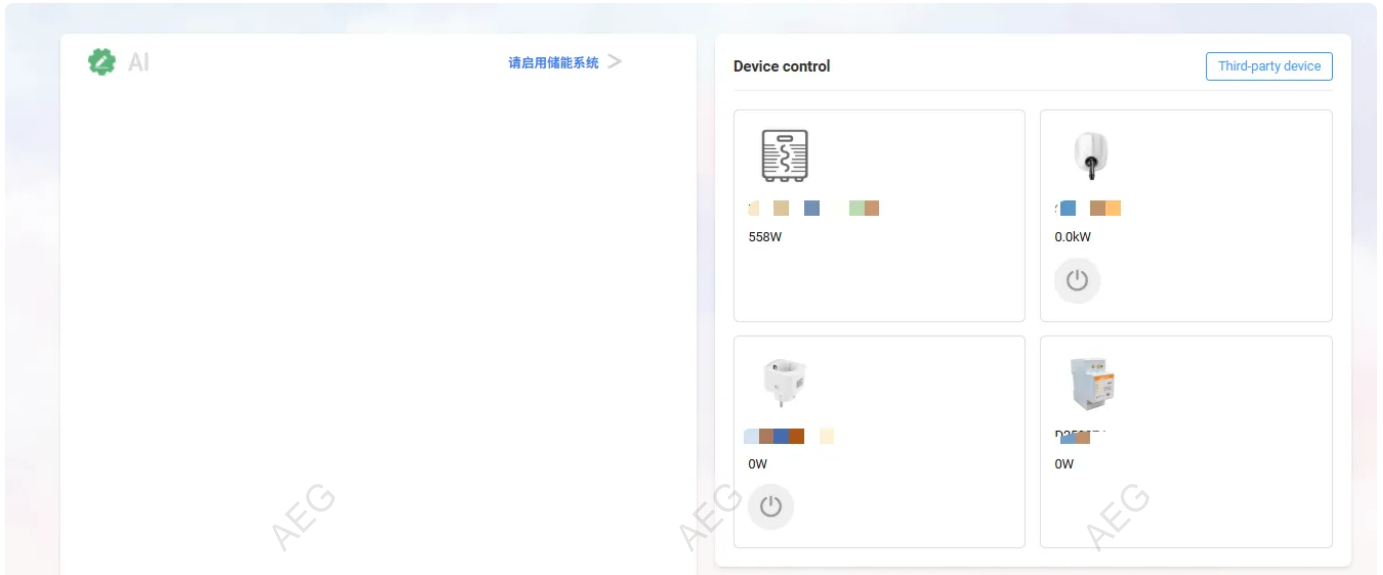 AI
请启用储能系统 >
Device control
Third-party device
558W
0.0kW
0W
0W
AEG
AEG
AEG